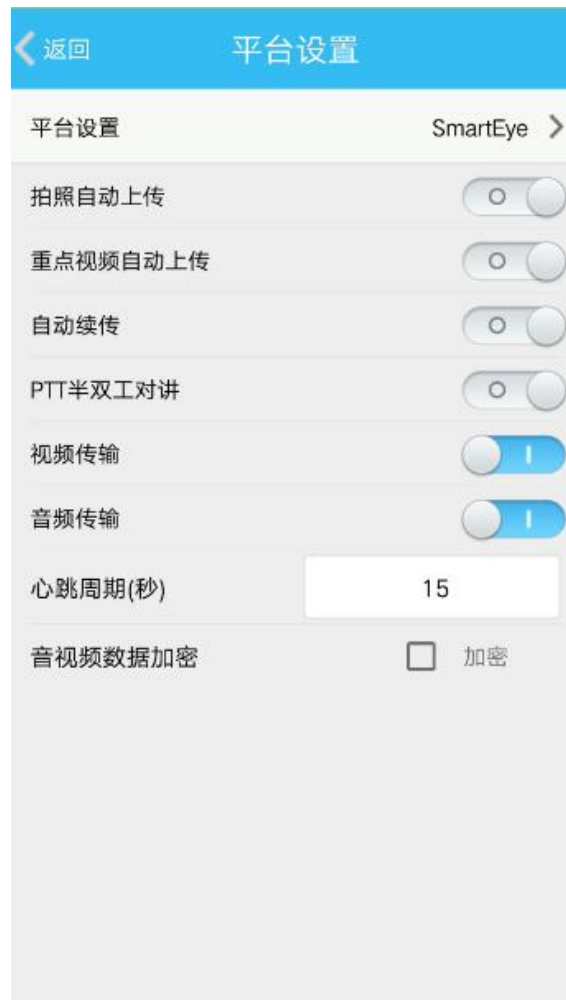 返回 平台设置
平台设置 SmartEye
拍照自动上传
重点视频自动上传
自动续传
PTT半双工对讲
视频传输
音频传输
心跳周期(秒) 15
音视频数据加密 加密